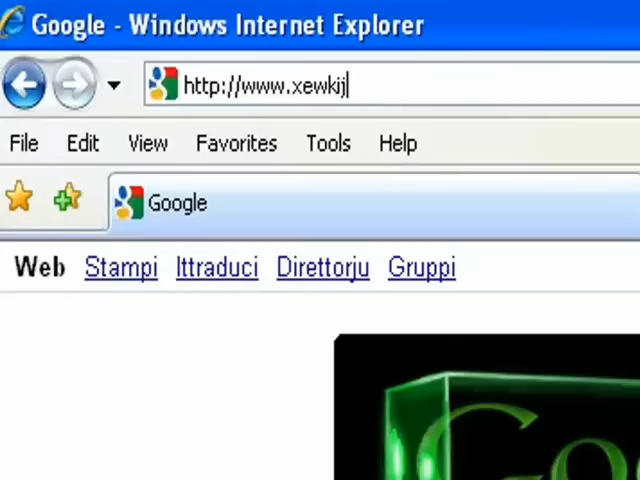 Google - Windows Internet Explorer
http://www.xewkij
File Edit View Favorites Tools Help
Google
Web Stampi Ittraduci Direttorju Gruppi
Goo